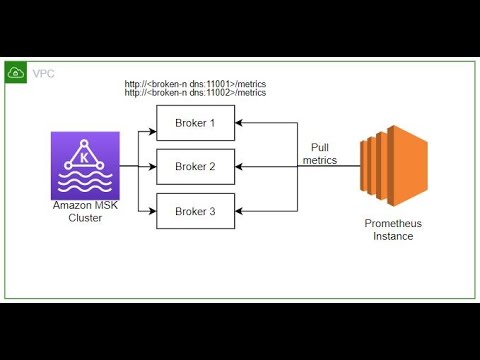 VPC
http://<broken-n dns:11001>/metrics
http://<broken-n dns:11002>/metrics
Broker 1
Broker 2
Broker 3
K
Amazon MSK
Cluster
Pull
metrics
Prometheus
Instance